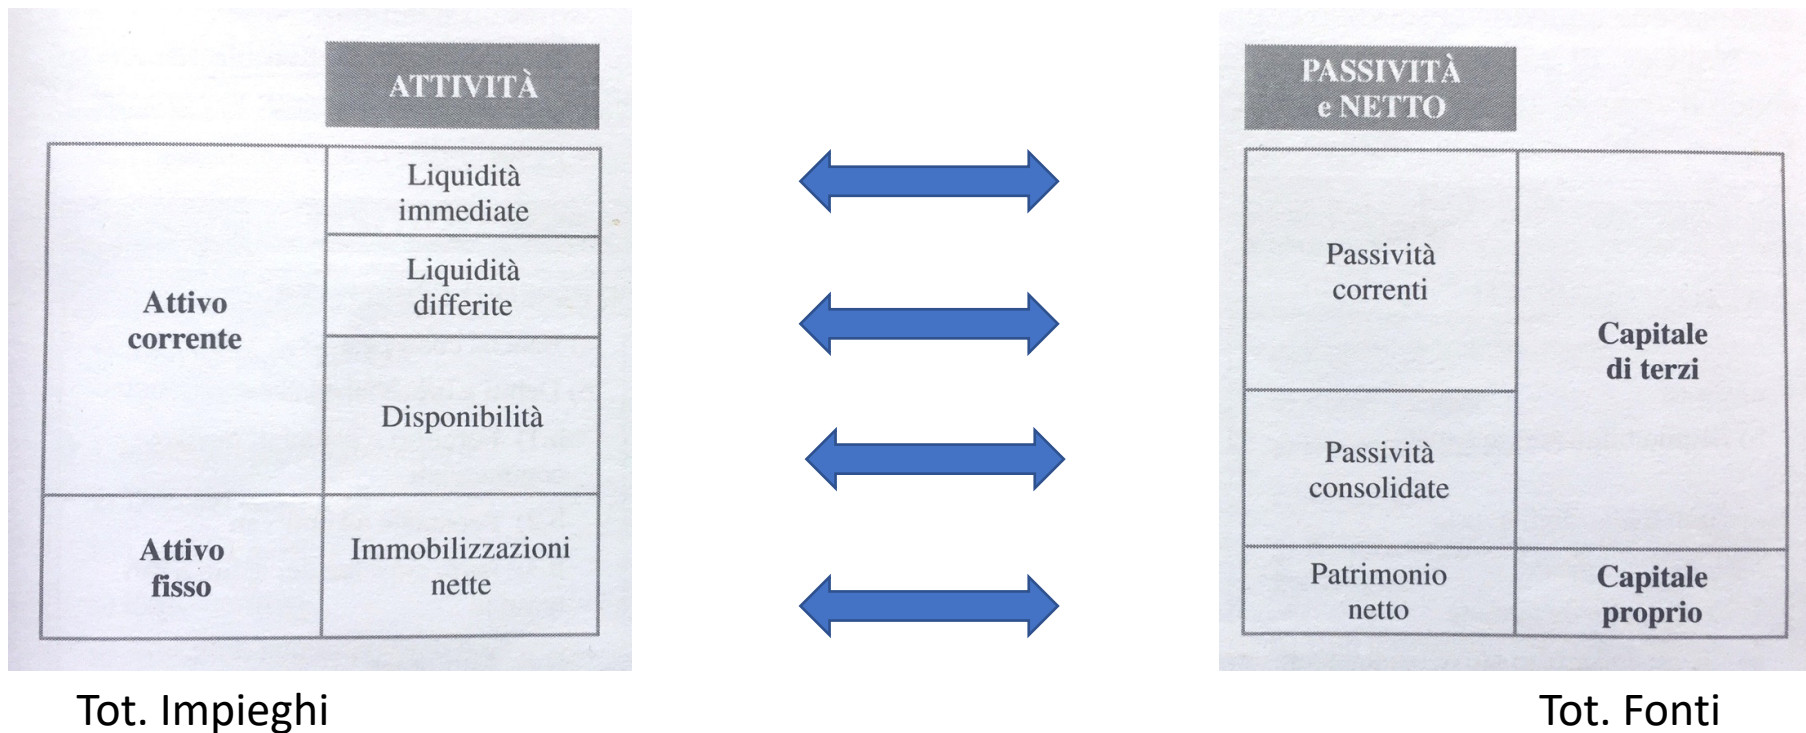 ATTIVITÀ
Attivo
corrente
Liquidità
immediate
Liquidità
differite
Disponibilità
Attivo
fisso
Immobilizzazioni
nette
Tot. Impieghi
PASSIVITÀ
e NETTO
Passività
correnti
Capitale
di terzi
Passività
consolidate
Patrimonio
netto
Capitale
proprio
Tot. Fonti